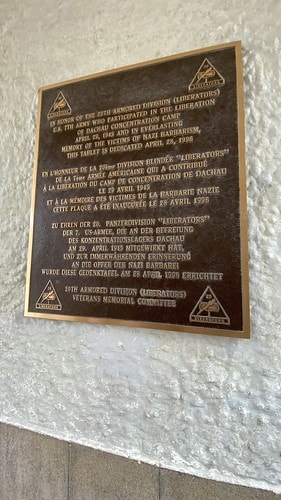 IN HONOR OF THE 20TH ARMORED DIVISION (LIBERATORS)
U.S. 7TH ARMY WHO PARTICIPATED IN THE LIBERATION
OF DACHAU CONCENTRATION CAMP
APRIL 29, 1945 AND IN EVERLASTING
MEMORY OF THE VICTIMS OF NAZI BARBARISM,
THIS TABLET IS DEDICATED APRIL 28, 1998
EN L'HONNEUR DE LA 20ème DIVISION BLINDÉE "LIBERATORS"
DE LA 7ème ARMÉE AMÉRICAINE QUI A CONTRIBUÉ
A LA LIBÉRATION DU CAMP DE CONCENTRATION DE DACHAU
LE 29 AVRIL 1945
ET À LA MÉMOIRE DES VICTIMES DE LA BARBARIE NAZIE
CETTE PLAQUE A ÉTÉ INAUGURÉE LE 28 AVRIL 1998
ZU EHREN DER 20. PANZERDIVISION "LIBERATORS"
DER 7. US-ARMEE, DIE AN DER BEFREIUNG
DES KONZENTRATIONSLAGERS DACHAU
AM 29. APRIL 1945 MITGEWIRKT HAT,
UND ZUR IMMERWÄHRENDEN ERINNERUNG
AN DIE OPFER DER NAZI BARBAREI
WURDE DIESE GEDENKTAFEL AM 28 APRIL 1998 ERRICHTET
20TH ARMORED DIVISION (LIBERATORS)
VETERANS MEMORIAL COMMITTEE
LIBERATORS